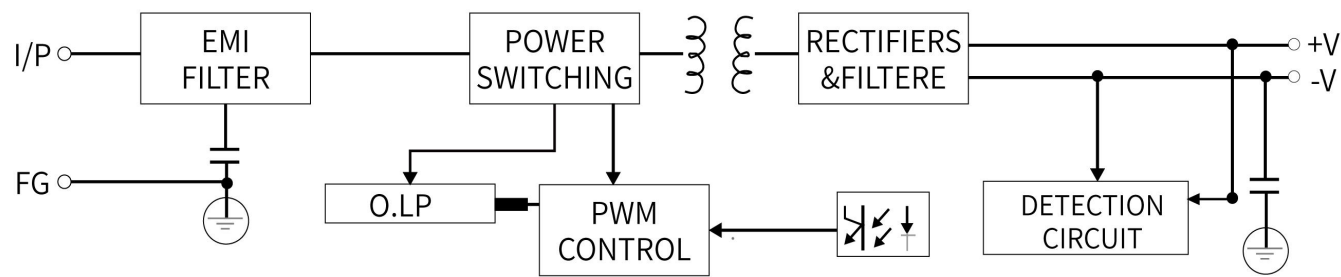 I/P
EMI
FILTER
POWER
SWITCHING
RECTIFIERS
&FILTERE
+V
-V
FG
O.LP
PWM
CONTROL
DETECTION
CIRCUIT